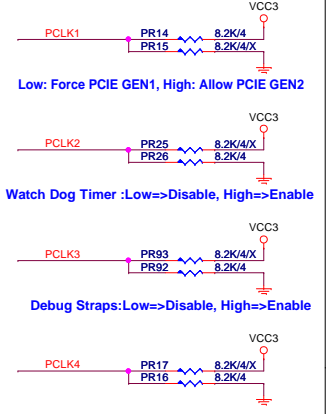 VCC3
PCLK1 PR14 8.2K/4
PR15 8.2K/4/X
Low: Force PCIE GEN1, High: Allow PCIE GEN2
VCC3
PCLK2 PR25 8.2K/4/X
PR26 8.2K/4
Watch Dog Timer :Low=>Disable, High=>Enable
VCC3
PCLK3 PR93 8.2K/4/X
PR92 8.2K/4
Debug Straps:Low=>Disable, High=>Enable
VCC3
PCLK4 PR17 8.2K/4/X
PR16 8.2K/4